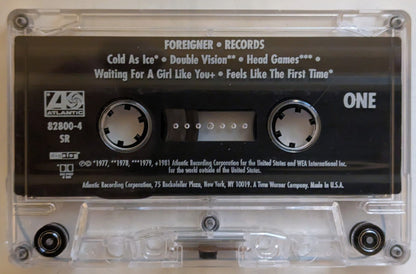 FOREIGNER • RECORDS
Cold As Ice* • Double Vision** • Head Games***  •
Waiting For A Girl Like You+ • Feels Like The First Time*
ATLANTIC
82800-4
SR
ONE
℗© *1977, **1978, ***1979, +1981 Atlantic Recording Corporation for the United States and WEA International Inc.
for the world outside of the United States.
Atlantic Recording Corporation, 75 Rockefeller Plaza, New York, NY 10019. A Time Warner Company. Made in U.S.A.